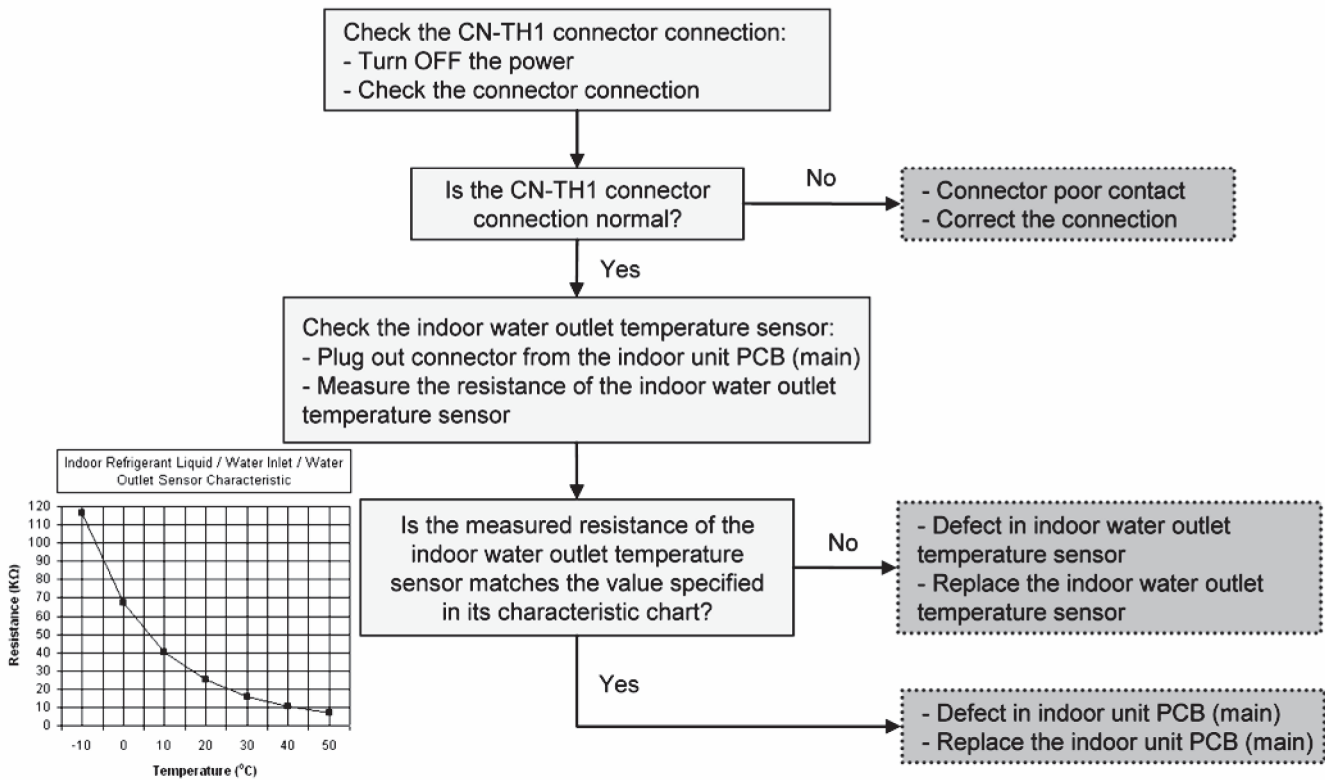 Check the CN-TH1 connector connection:
- Turn OFF the power
- Check the connector connection
Is the CN-TH1 connector
connection normal?
No
- Connector poor contact
- Correct the connection
Yes
Check the indoor water outlet temperature sensor:
- Plug out connector from the indoor unit PCB (main)
- Measure the resistance of the indoor water outlet
temperature sensor
Indoor Refrigerant Liquid / Water Inlet / Water
Outlet Sensor Characteristic
Resistance (KΩ)
120
110
100
90
80
70
60
50
40
30
20
10
0
-10 0 10 20 30 40 50
Temperature (°C)
Is the measured resistance of the
indoor water outlet temperature
sensor matches the value specified
in its characteristic chart?
No
- Defect in indoor water outlet
temperature sensor
- Replace the indoor water outlet
temperature sensor
Yes
- Defect in indoor unit PCB (main)
- Replace the indoor unit PCB (main)